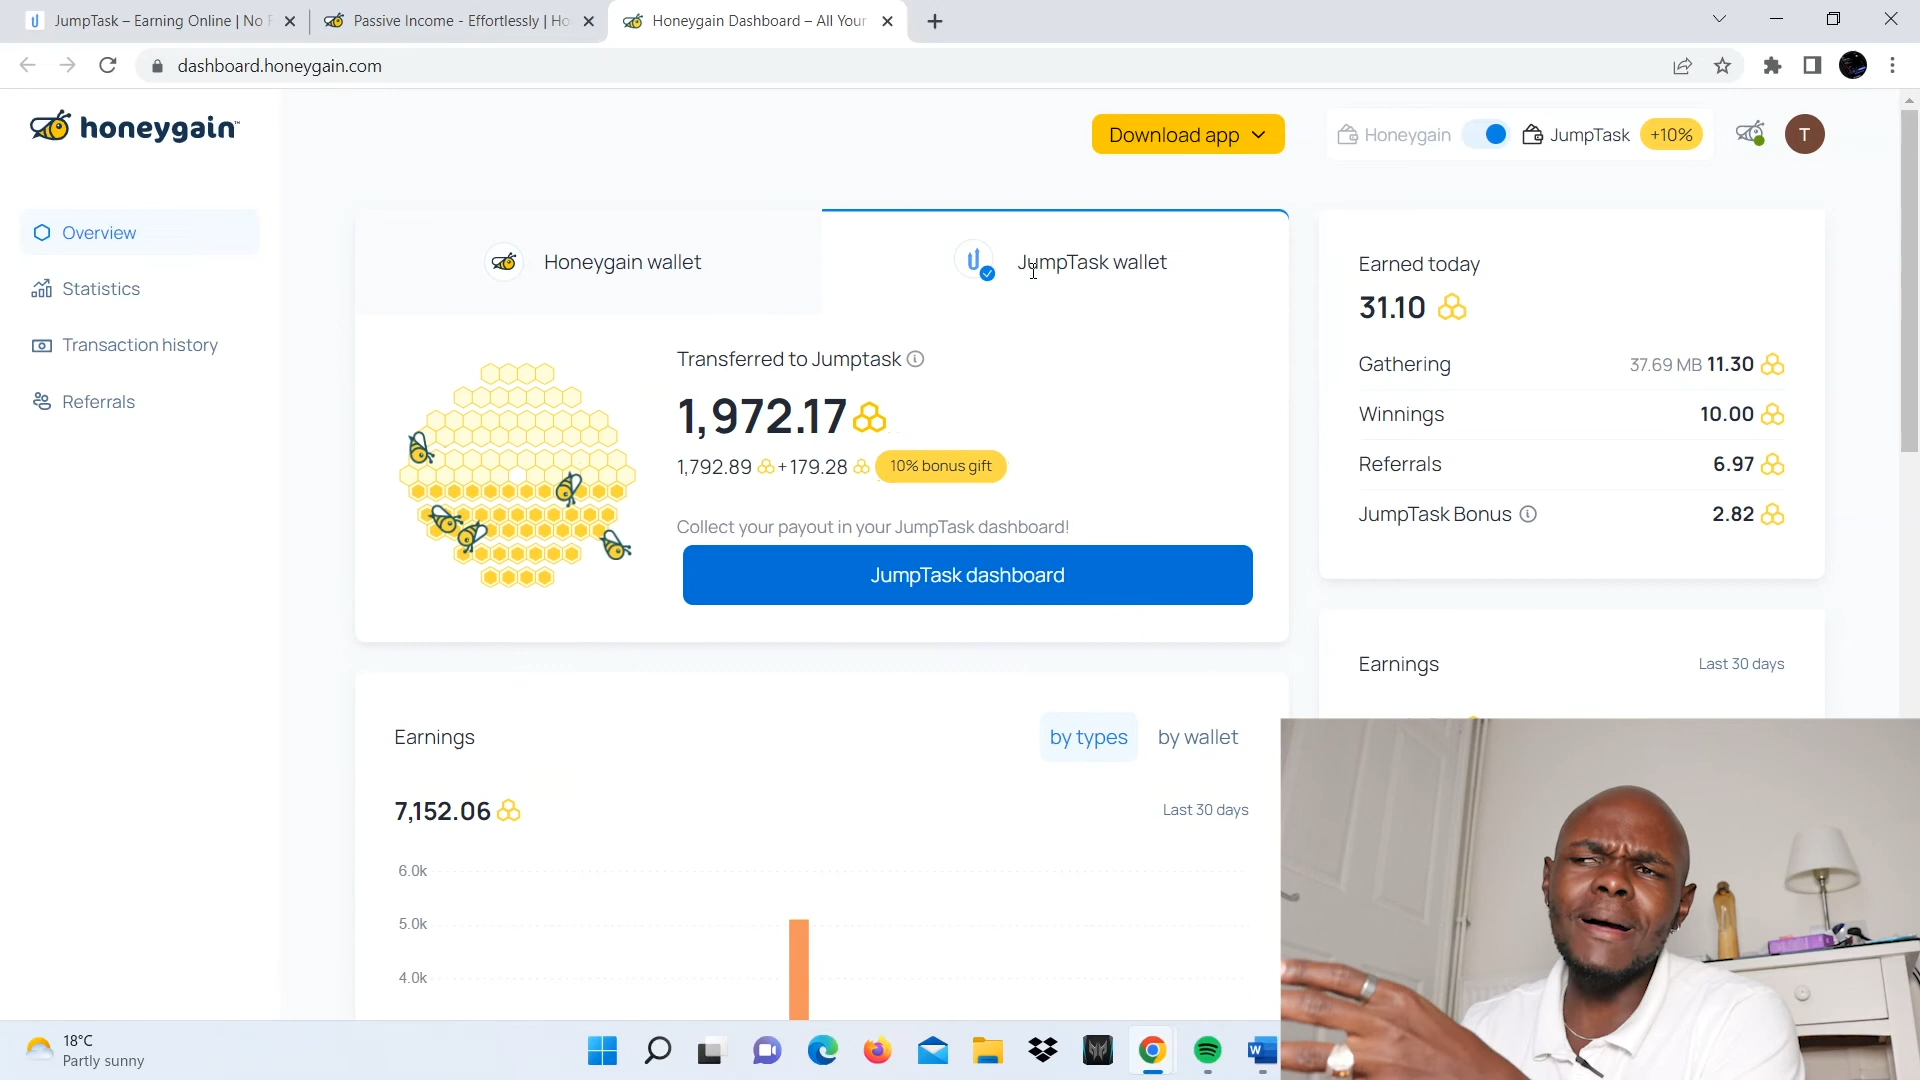 JumpTask – Earning Online | No F
Passive Income - Effortlessly | Ho
Honeygain Dashboard – All Your
dashboard.honeygain.com
honeygain™
Download app
Honeygain
JumpTask
+10%
T
Overview
Statistics
Transaction history
Referrals
Honeygain wallet
JumpTask wallet
Transferred to Jumptask
1,972.17
1,792.89 + 179.28 10% bonus gift
Collect your payout in your JumpTask dashboard!
JumpTask dashboard
Earned today
31.10
Gathering 37.69 MB 11.30
Winnings 10.00
Referrals 6.97
JumpTask Bonus 2.82
Earnings Last 30 days
Earnings by types by wallet
7,152.06 Last 30 days
6.0k
5.0k
4.0k
18°C
Partly sunny